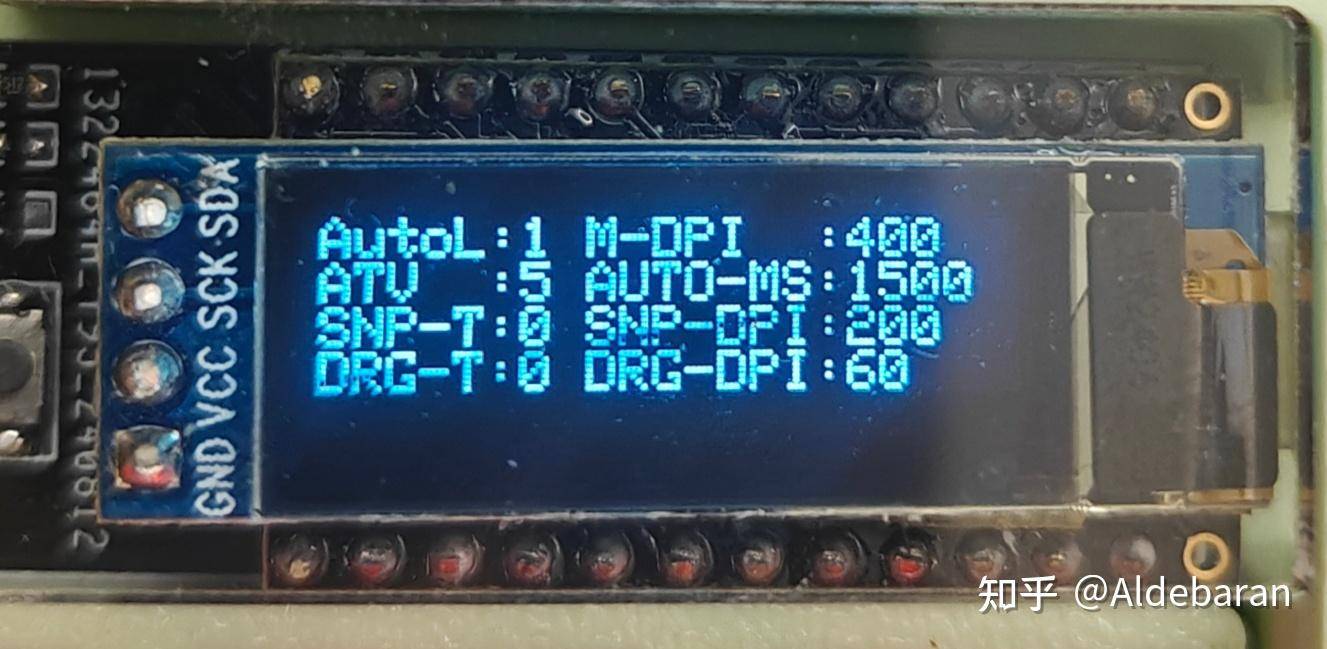 AutoL:1 M-DPI :400
ATV :5 AUTO-MS:1500
SNP-T:0 SNP-DPI:200
DRG-T:0 DRG-DPI:60
GND VCC SCK SDA
知乎 @Aldebaran